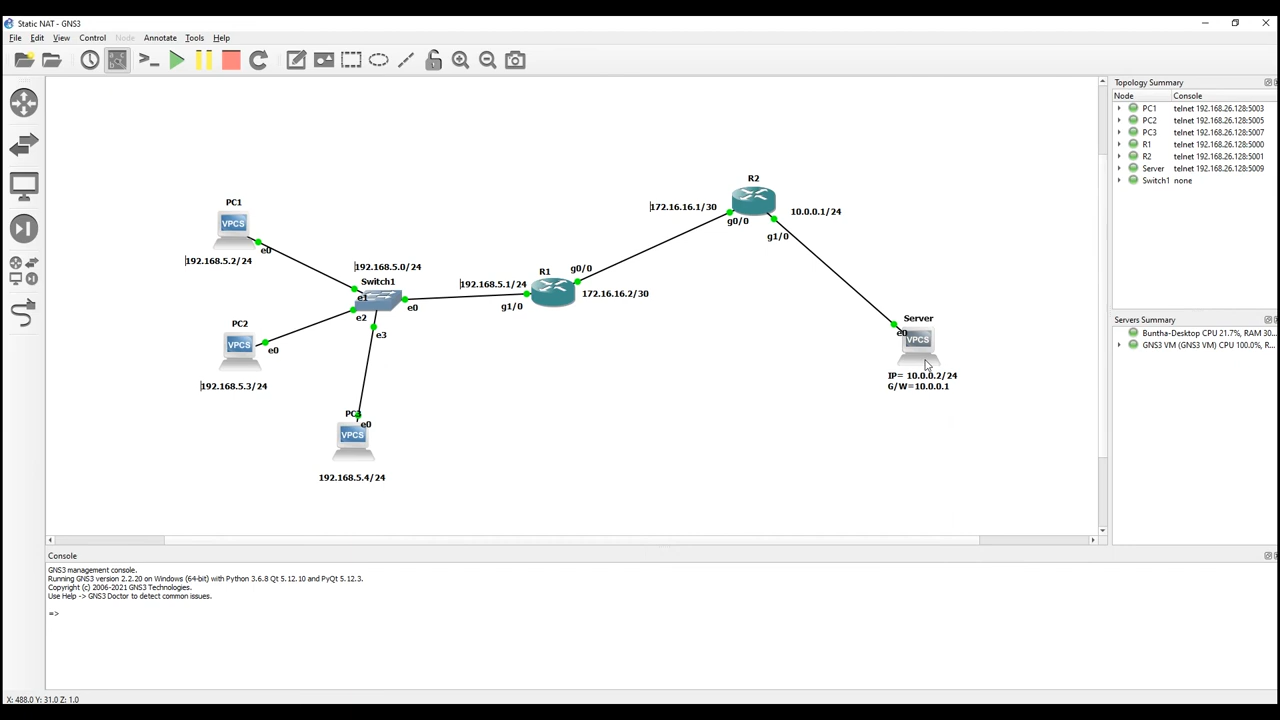 Static NAT - GNS3
File Edit View Control Node Annotate Tools Help
Topology Summary
Node Console
PC1 telnet 192.168.26.128:5003
PC2 telnet 192.168.26.128:5005
PC3 telnet 192.168.26.128:5007
R1 telnet 192.168.26.128:5000
R2 telnet 192.168.26.128:5001
Server telnet 192.168.26.128:5009
Switch1 none
Servers Summary
Buntha-Desktop CPU 21.7%, RAM 30...
GNS3 VM (GNS3 VM) CPU 100.0%, R...
R2
172.16.16.1/30
g0/0
10.0.0.1/24
g1/0
PC1
VPCS
e0
192.168.5.2/24
192.168.5.0/24
Switch1
e1
e0
e2
e3
192.168.5.1/24
g1/0
R1
g0/0
172.16.16.2/30
Server
e0
VPCS
IP= 10.0.0.2/24
G/W=10.0.0.1
PC2
VPCS
e0
192.168.5.3/24
PC3
e0
VPCS
192.168.5.4/24
Console
GNS3 management console.
Running GNS3 version 2.2.20 on Windows (64-bit) with Python 3.6.8 Qt 5.12.10 and PyQt 5.12.3.
Copyright (c) 2006-2021 GNS3 Technologies.
Use Help -> GNS3 Doctor to detect common issues.
=>
X: 488.0 Y: 31.0 Z: 1.0